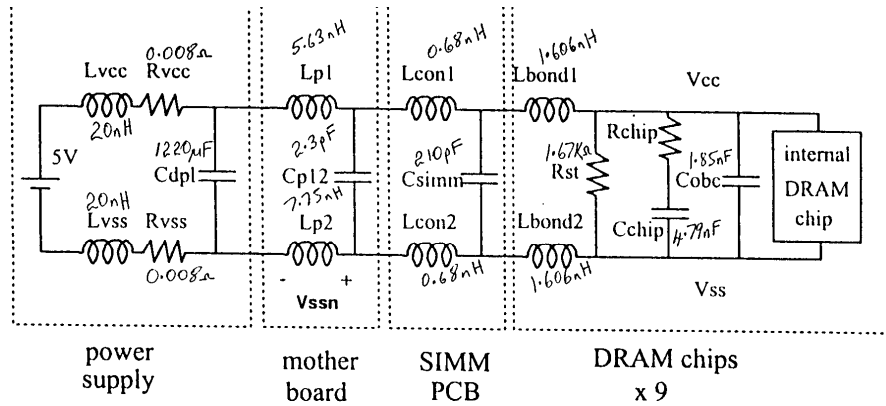 5.63nH
0.68nH
1.606nH
0.008Ω
Lvcc Rvcc
Lp1
Lcon1
Lbond1
Vcc
20nH
5V
1220µF
Cdpl
2.3pF
Cp12
7.75nH
210pF
Csimm
1.67KΩ
Rst
Rchip
1.85nF
Cobc
internal
DRAM
chip
20nH
Lvss Rvss
Lp2
Lcon2
Lbond2
Cchip
4.79nF
0.008Ω
- +
Vssn
0.68nH
1.606nH
Vss
power
supply
mother
board
SIMM
PCB
DRAM chips
x 9